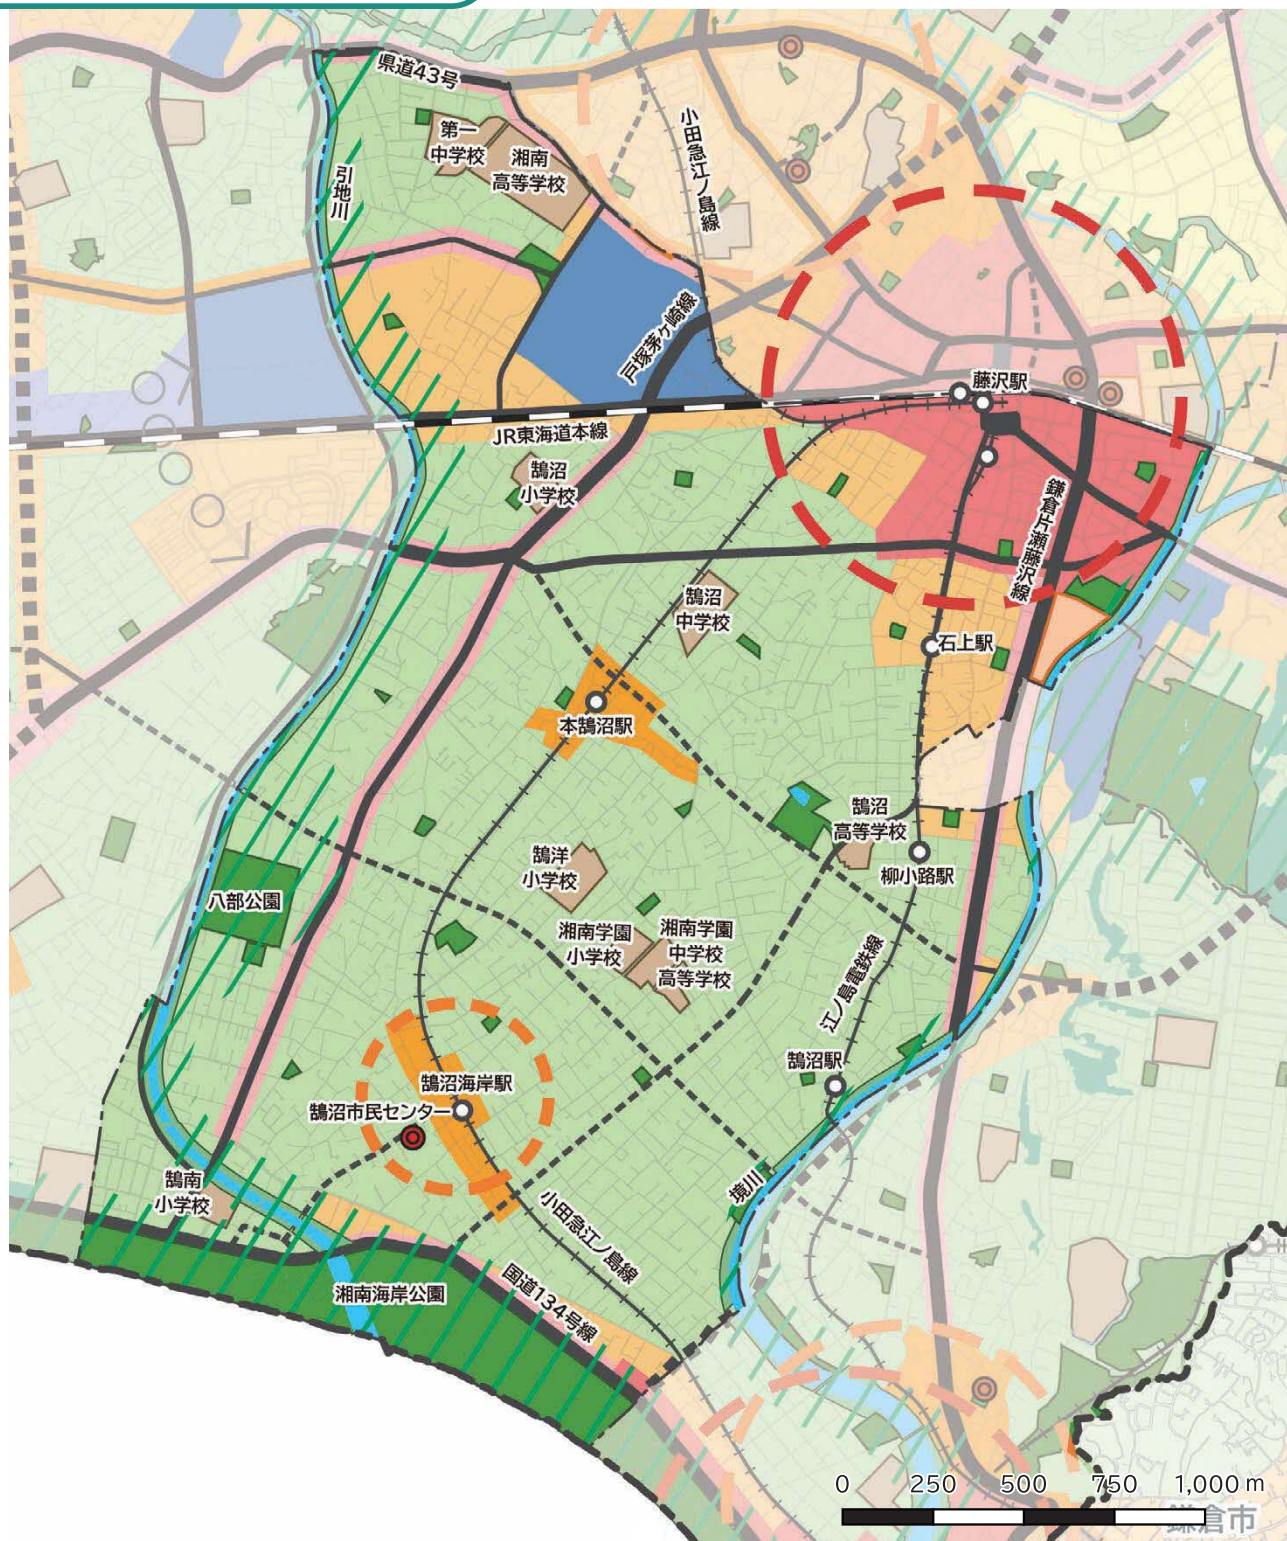 県道43号
第一
中学校
湘南
高等学校
小田急江ノ島線
引地川
戸塚茅ケ崎線
藤沢駅
JR東海道本線
鵠沼
小学校
鎌倉片瀬藤沢線
鵠沼
中学校
石上駅
本鵠沼駅
鵠沼
高等学校
鵠洋
小学校
柳小路駅
八部公園
湘南学園
小学校
湘南学園
中学校
高等学校
江ノ島電鉄線
鵠沼駅
鵠沼海岸駅
鵠沼市民センター
境川
鵠南
小学校
小田急江ノ島線
湘南海岸公園
国道134号線
0 250 500 750 1,000 m
鎌倉市